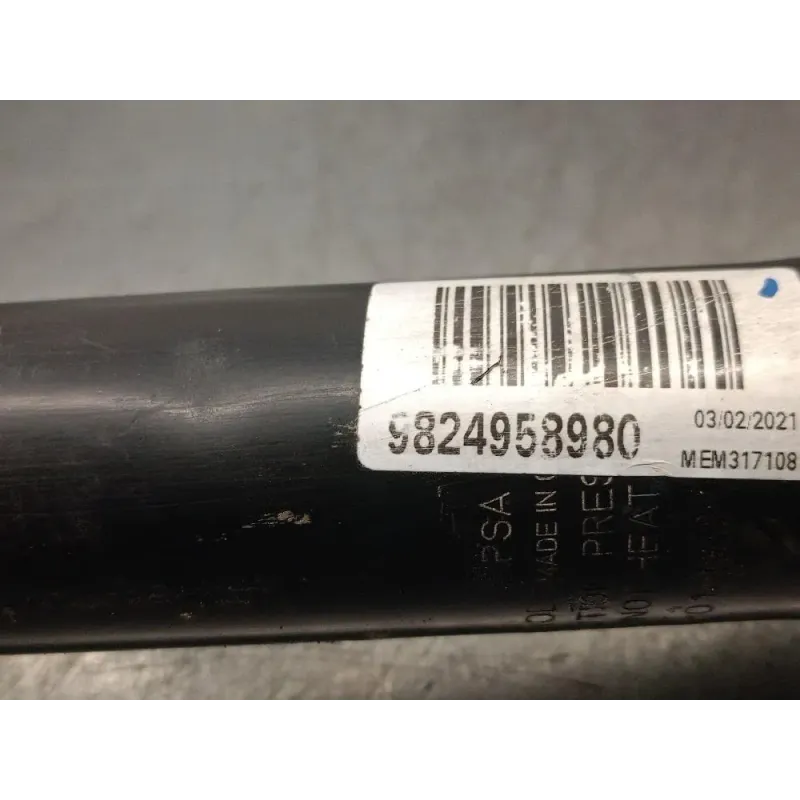 9824958980
03/02/2021
MEM317108
PSA
MADE IN
PRES
HEAT